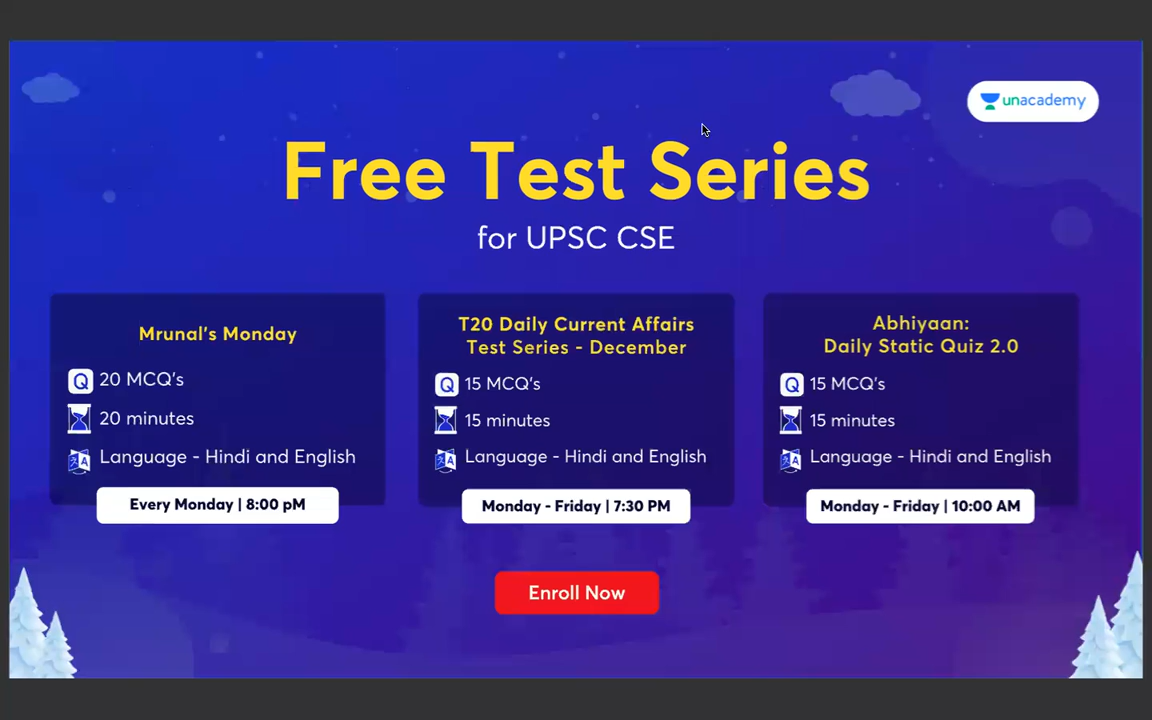 unacademy
Free Test Series
for UPSC CSE
Mrunal's Monday
Q 20 MCQ's
20 minutes
Language - Hindi and English
Every Monday | 8:00 pM
T20 Daily Current Affairs
Test Series - December
Q 15 MCQ's
15 minutes
Language - Hindi and English
Monday - Friday | 7:30 PM
Abhiyaan:
Daily Static Quiz 2.0
Q 15 MCQ's
15 minutes
Language - Hindi and English
Monday - Friday | 10:00 AM
Enroll Now